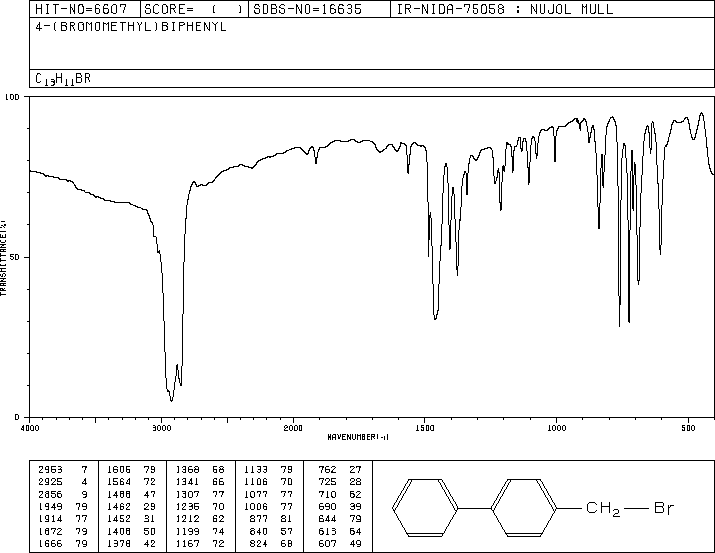 HIT-NO=6607 SCORE= ( ) SDBS-NO=16635 IR-NIDA-75058 : NUJOL MULL
4-(BROMOMETHYL)BIPHENYL
C13H11BR
100
50
0
TRANSMITTANCE(%)
4000 3000 2000 1500 1000 500
WAVENUMBER(-1)
2963 7 1606 79 1368 68 1133 79 762 27
2925 4 1564 72 1341 66 1106 70 725 28
2856 9 1488 47 1307 77 1077 77 710 62
1949 79 1462 29 1235 70 1006 77 690 39
1914 77 1452 31 1212 62 877 81 644 79
1672 79 1408 50 1199 74 840 57 613 64
1666 79 1378 42 1167 72 824 68 607 49
CH2 Br